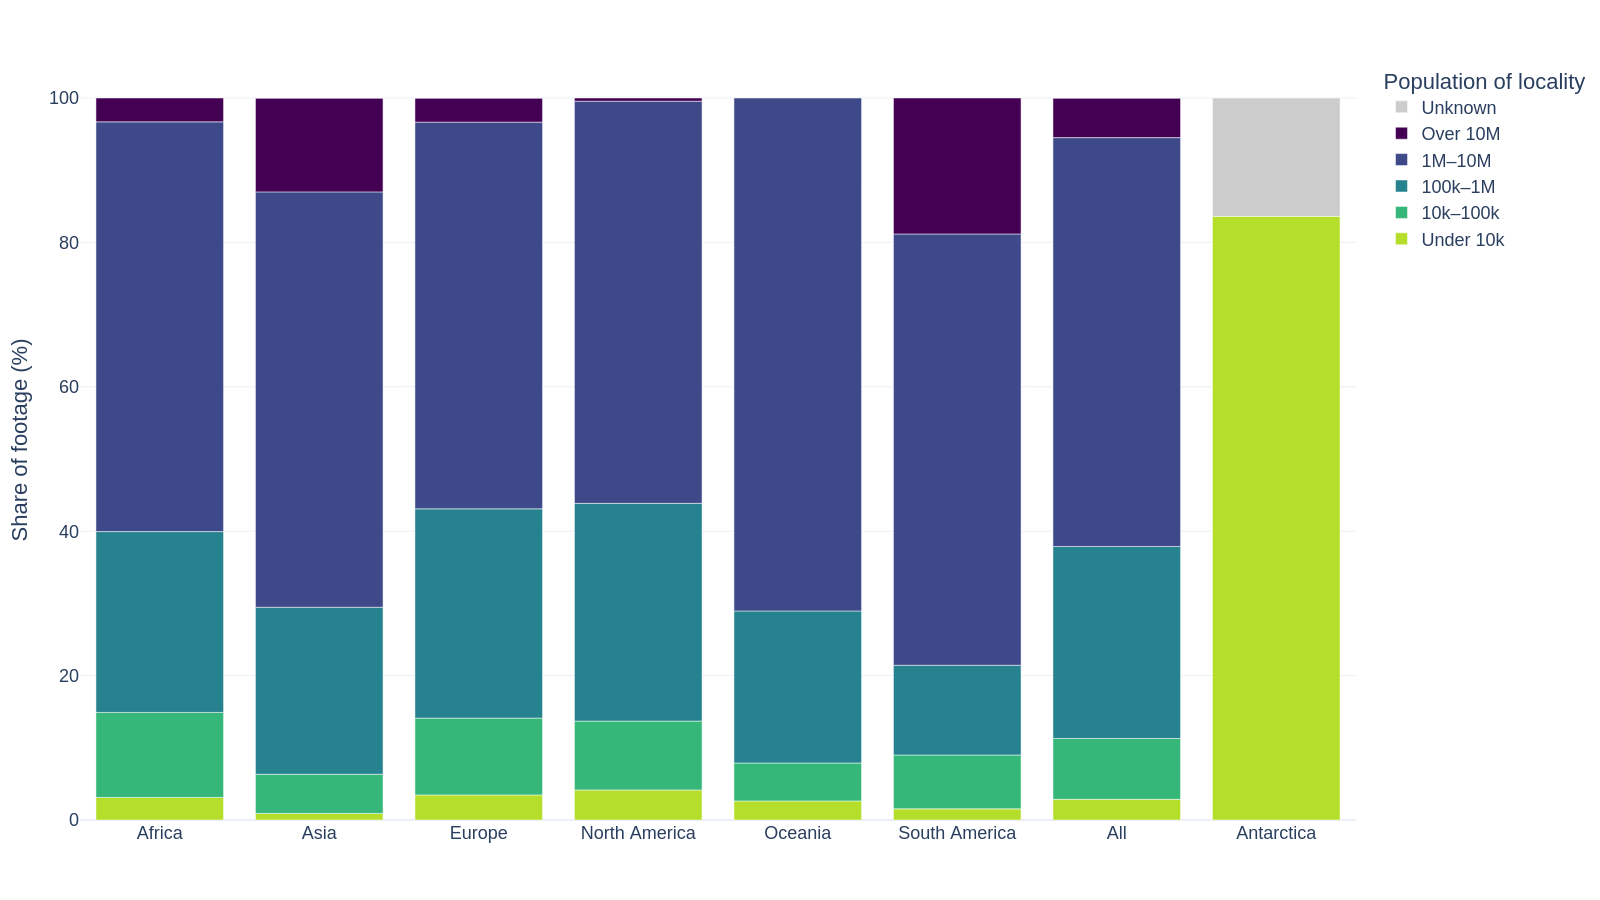 Population of locality
Unknown
Over 10M
1M–10M
100k–1M
10k–100k
Under 10k
Share of footage (%)
100
80
60
40
20
0
Africa
Asia
Europe
North America
Oceania
South America
All
Antarctica